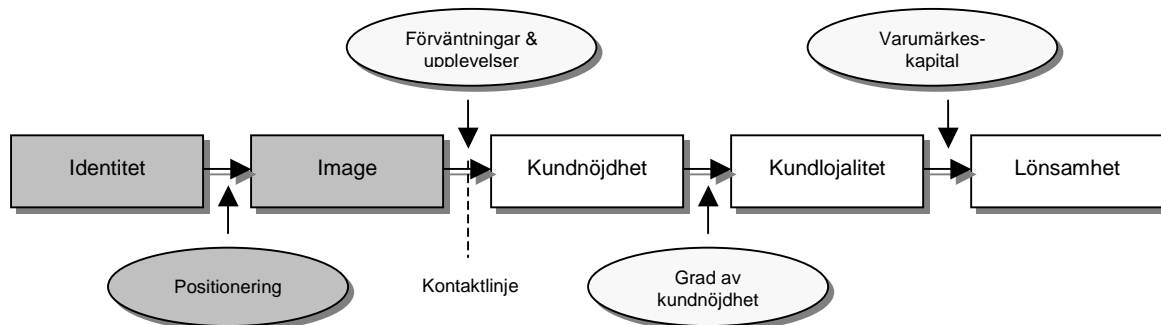 Förväntningar &
upplevelser
Varumärkes-
kapital
Identitet
Image
Kundnöjdhet
Kundlojalitet
Lönsamhet
Positionering
Kontaktlinje
Grad av
kundnöjdhet